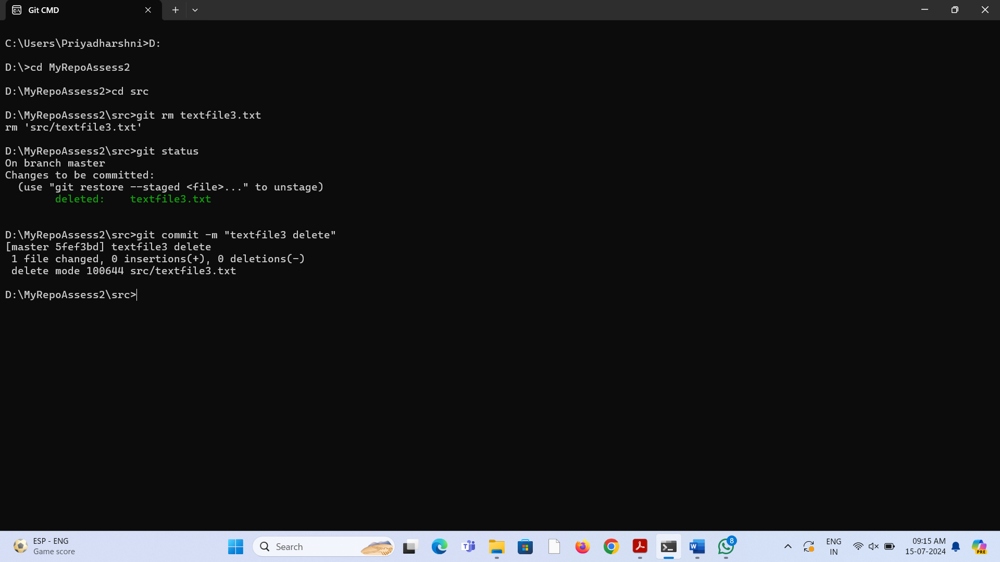 Git CMD
C:\Users\Priyadharshni>D:
D:\>cd MyRepoAssess2
D:\MyRepoAssess2>cd src
D:\MyRepoAssess2\src>git rm textfile3.txt
rm 'src/textfile3.txt'
D:\MyRepoAssess2\src>git status
On branch master
Changes to be committed:
  (use "git restore --staged <file>..." to unstage)
        deleted:    textfile3.txt
D:\MyRepoAssess2\src>git commit -m "textfile3 delete"
[master 5fef3bd] textfile3 delete
 1 file changed, 0 insertions(+), 0 deletions(-)
 delete mode 100644 src/textfile3.txt
D:\MyRepoAssess2\src>
ESP - ENG
Game score
Search
8
ENG
IN
09:15 AM
15-07-2024
PRE